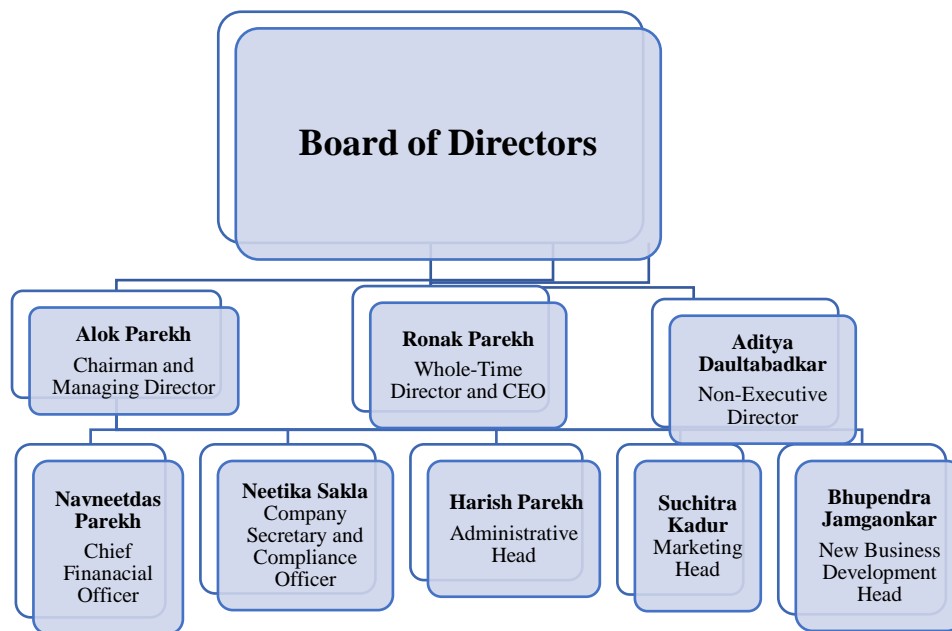 Board of Directors
Alok Parekh
Chairman and
Managing Director
Ronak Parekh
Whole-Time
Director and CEO
Aditya
Daultabadkar
Non-Executive
Director
Navneetdas
Parekh
Chief
Finanacial
Officer
Neetika Sakla
Company
Secretary and
Compliance
Officer
Harish Parekh
Administrative
Head
Suchitra
Kadur
Marketing
Head
Bhupendra
Jamgaonkar
New Business
Development
Head